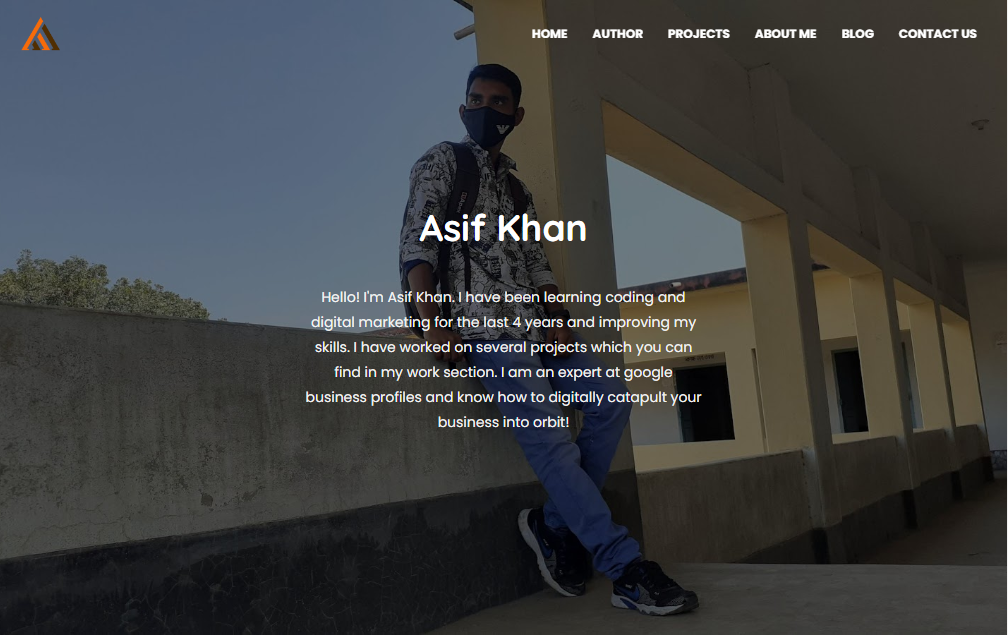 HOME AUTHOR PROJECTS ABOUT ME BLOG CONTACT US
Asif Khan
Hello! I'm Asif Khan. I have been learning coding and
digital marketing for the last 4 years and improving my
skills. I have worked on several projects which you can
find in my work section. I am an expert at google
business profiles and know how to digitally catapult your
business into orbit!